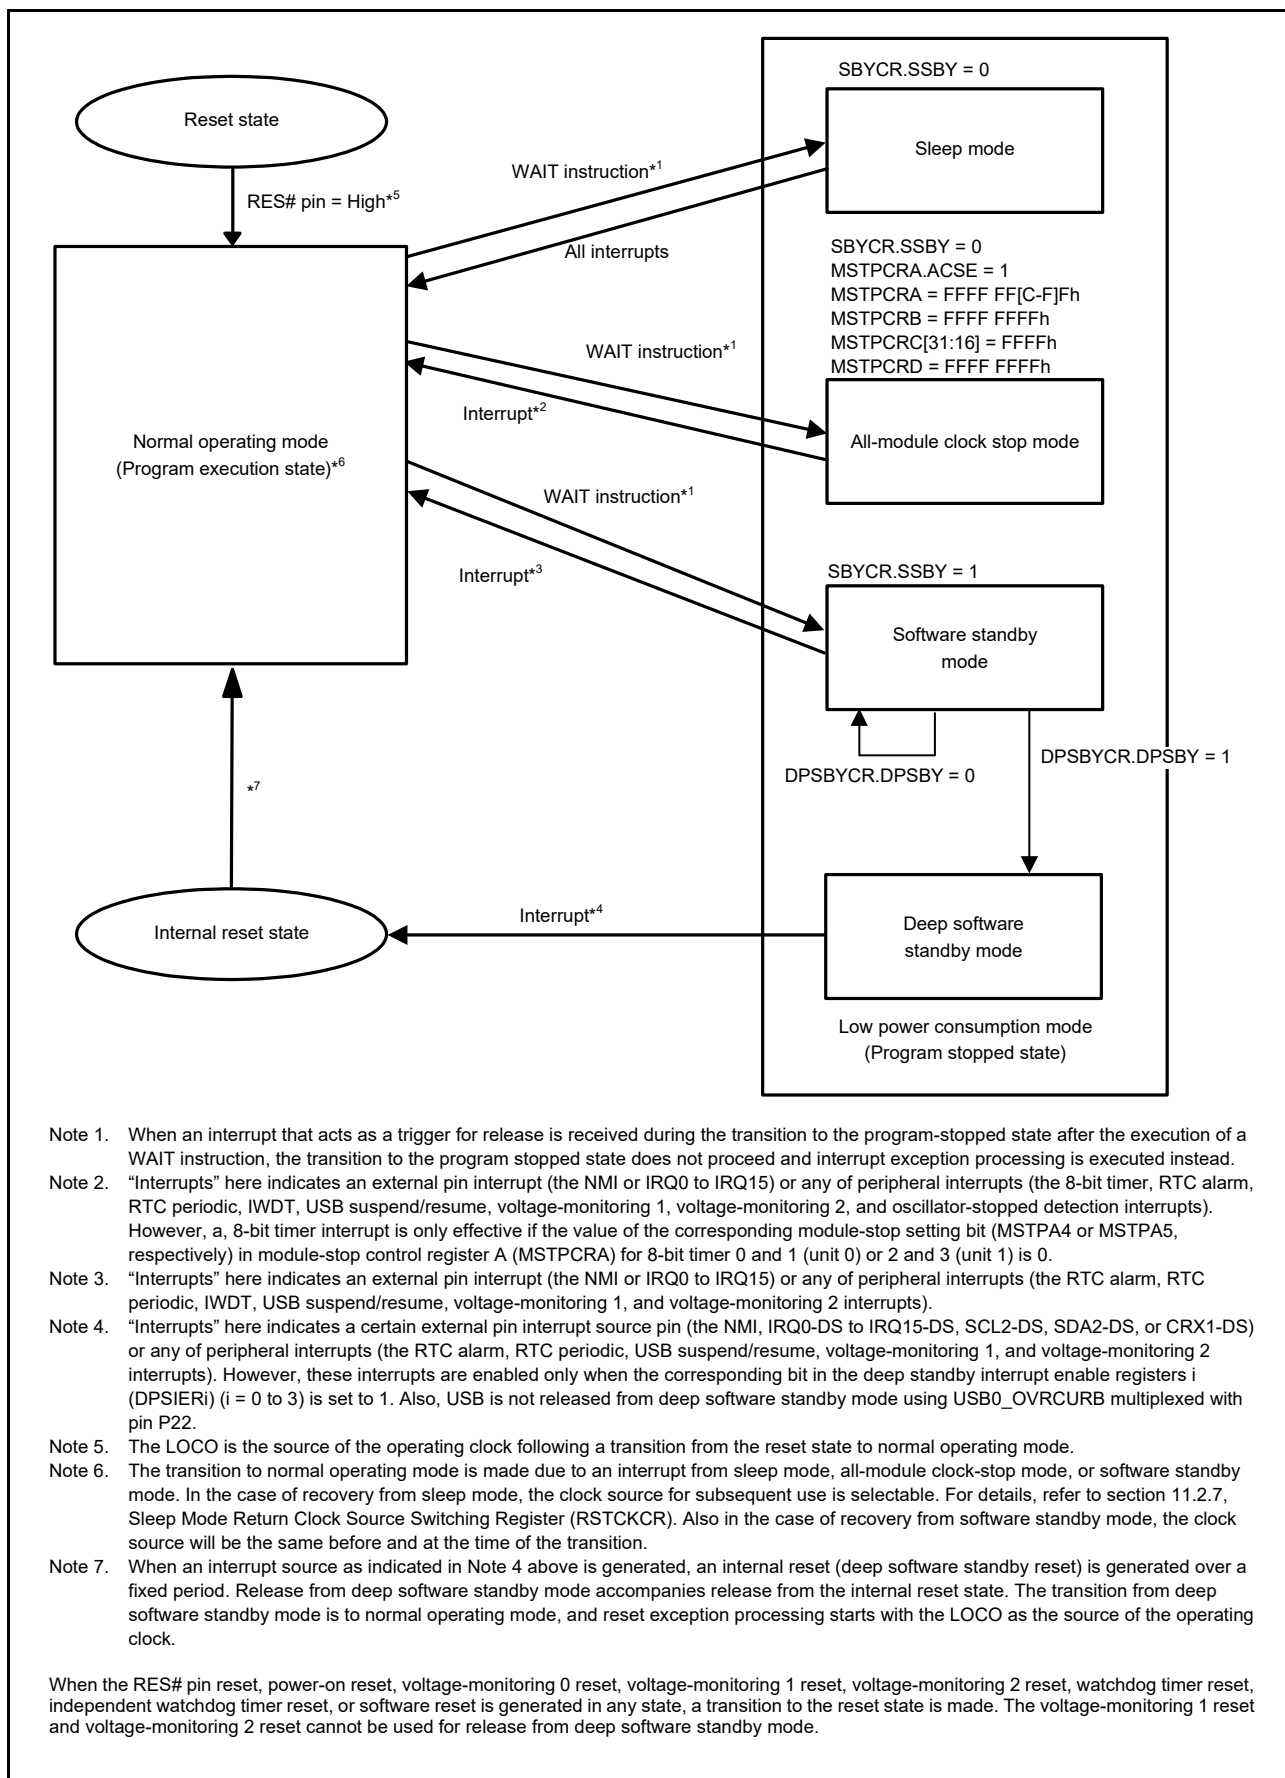 SBYCR.SSBY = 0
Reset state
Sleep mode
WAIT instruction*1
RES# pin = High*5
All interrupts
SBYCR.SSBY = 0
MSTPCRA.ACSE = 1
MSTPCRA = FFFF FF[C-F]Fh
MSTPCRB = FFFF FFFFh
MSTPCRC[31:16] = FFFFh
MSTPCRD = FFFF FFFFh
WAIT instruction*1
Interrupt*2
Normal operating mode
(Program execution state)*6
All-module clock stop mode
WAIT instruction*1
Interrupt*3
SBYCR.SSBY = 1
Software standby
mode
DPSBYCR.DPSBY = 1
DPSBYCR.DPSBY = 0
*7
Interrupt*4
Internal reset state
Deep software
standby mode
Low power consumption mode
(Program stopped state)
Note 1. When an interrupt that acts as a trigger for release is received during the transition to the program-stopped state after the execution of a
WAIT instruction, the transition to the program stopped state does not proceed and interrupt exception processing is executed instead.
Note 2. “Interrupts” here indicates an external pin interrupt (the NMI or IRQ0 to IRQ15) or any of peripheral interrupts (the 8-bit timer, RTC alarm,
RTC periodic, IWDT, USB suspend/resume, voltage-monitoring 1, voltage-monitoring 2, and oscillator-stopped detection interrupts).
However, a, 8-bit timer interrupt is only effective if the value of the corresponding module-stop setting bit (MSTPA4 or MSTPA5,
respectively) in module-stop control register A (MSTPCRA) for 8-bit timer 0 and 1 (unit 0) or 2 and 3 (unit 1) is 0.
Note 3. “Interrupts” here indicates an external pin interrupt (the NMI or IRQ0 to IRQ15) or any of peripheral interrupts (the RTC alarm, RTC
periodic, IWDT, USB suspend/resume, voltage-monitoring 1, and voltage-monitoring 2 interrupts).
Note 4. “Interrupts” here indicates a certain external pin interrupt source pin (the NMI, IRQ0-DS to IRQ15-DS, SCL2-DS, SDA2-DS, or CRX1-DS)
or any of peripheral interrupts (the RTC alarm, RTC periodic, USB suspend/resume, voltage-monitoring 1, and voltage-monitoring 2
interrupts). However, these interrupts are enabled only when the corresponding bit in the deep standby interrupt enable registers i
(DPSIERi) (i = 0 to 3) is set to 1. Also, USB is not released from deep software standby mode using USB0_OVRCURB multiplexed with
pin P22.
Note 5. The LOCO is the source of the operating clock following a transition from the reset state to normal operating mode.
Note 6. The transition to normal operating mode is made due to an interrupt from sleep mode, all-module clock-stop mode, or software standby
mode. In the case of recovery from sleep mode, the clock source for subsequent use is selectable. For details, refer to section 11.2.7,
Sleep Mode Return Clock Source Switching Register (RSTCKCR). Also in the case of recovery from software standby mode, the clock
source will be the same before and at the time of the transition.
Note 7. When an interrupt source as indicated in Note 4 above is generated, an internal reset (deep software standby reset) is generated over a
fixed period. Release from deep software standby mode accompanies release from the internal reset state. The transition from deep
software standby mode is to normal operating mode, and reset exception processing starts with the LOCO as the source of the operating
clock.
When the RES# pin reset, power-on reset, voltage-monitoring 0 reset, voltage-monitoring 1 reset, voltage-monitoring 2 reset, watchdog timer reset,
independent watchdog timer reset, or software reset is generated in any state, a transition to the reset state is made. The voltage-monitoring 1 reset
and voltage-monitoring 2 reset cannot be used for release from deep software standby mode.